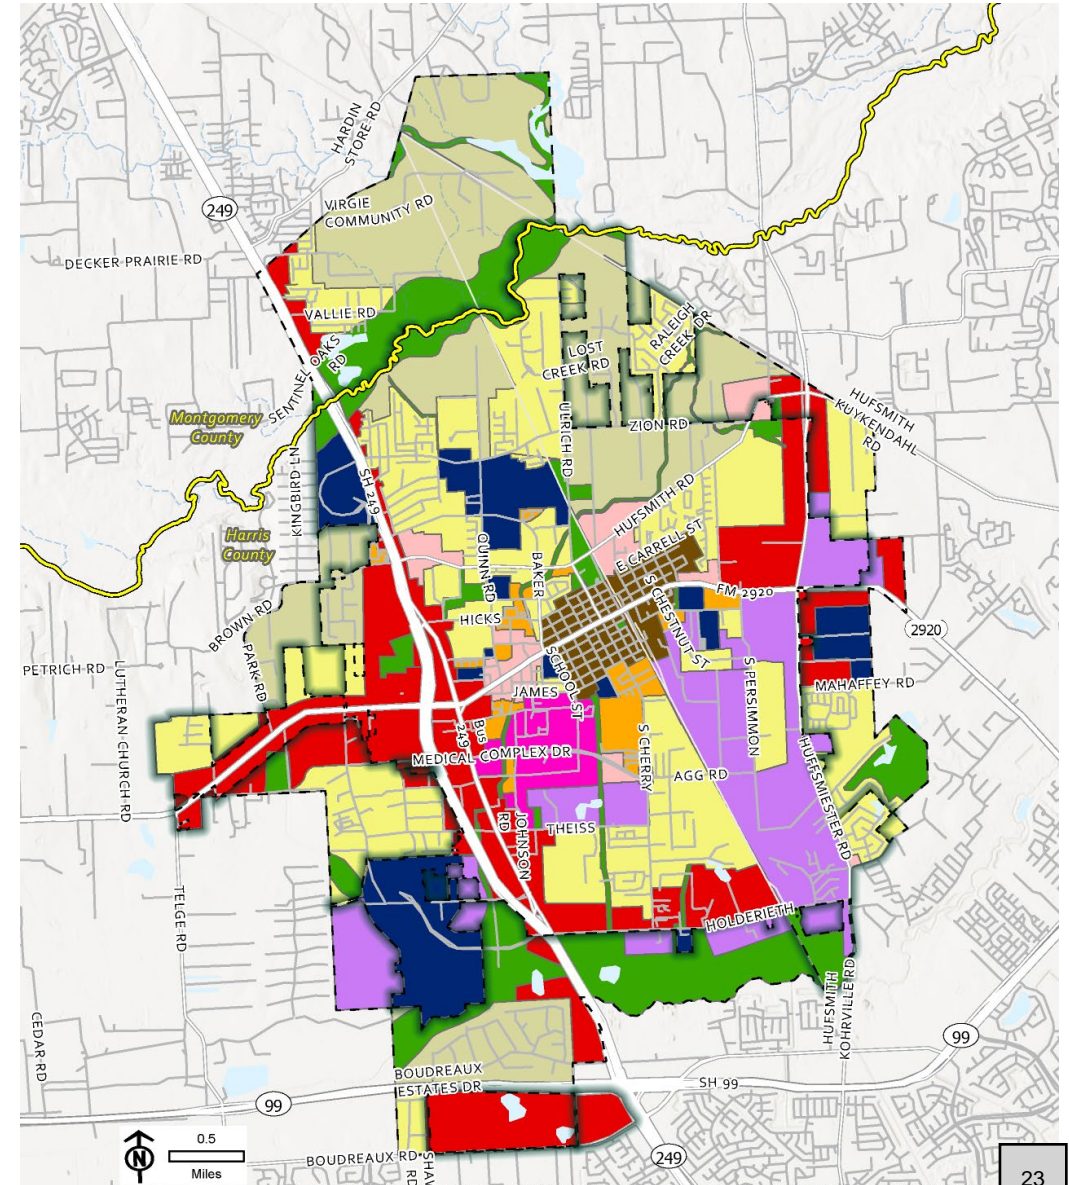 HARDIN
STORE RD
249
VIRGIE
COMMUNITY RD
DECKER PRAIRIE RD
VALLIE RD
SENTINEL OAKS
RD
LOST
CREEK RD
RALEIGH
CREEK DR
Montgomery
County
ULRICH RD
ZION RD
HUFSMITH
KUYKENDAHL
RD
KINGBIRD LN
SH 249
HUFSMITH RD
Harris
County
QUINN RD
BAKER
E CARRELL ST
FM 2920
HICKS
S CHESTNUT ST
BROWN RD
2920
PETRICH RD
PARK RD
LUTHERAN CHURCH RD
SCHOOL ST
JAMES
S PERSIMMON
MAHAFFEY RD
Bus
249
MEDICAL COMPLEX DR
S CHERRY
AGG RD
HUFFSMIESTER RD
JOHNSON
RD
THEISS
TELGE RD
HOLDERIETH
HUFSMITH
KOHRVILLE RD
CEDAR RD
99
BOUDREAUX
ESTATES DR
SH 99
99
0.5
Miles
N
BOUDREAUX RD
SHAW
RD
249
23